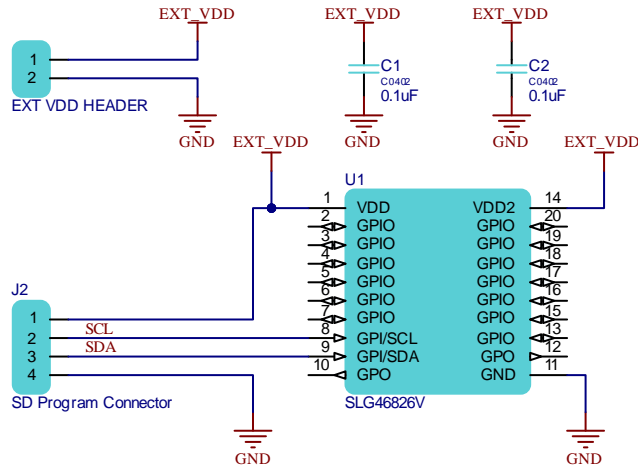 EXT_VDD
EXT_VDD
EXT_VDD
1
2
EXT VDD HEADER
GND
C1
C0402
0.1uF
GND
C2
C0402
0.1uF
GND
EXT_VDD
EXT_VDD
U1
1 VDD VDD2 14
2 GPIO GPIO 20
3 GPIO GPIO 19
4 GPIO GPIO 18
5 GPIO GPIO 17
6 GPIO GPIO 16
7 GPIO GPIO 15
8 GPI/SCL GPIO 13
9 GPI/SDA GPO 12
10 GPO GND 11
SLG46826V
J2
1
2 SCL
3 SDA
4
SD Program Connector
GND
GND